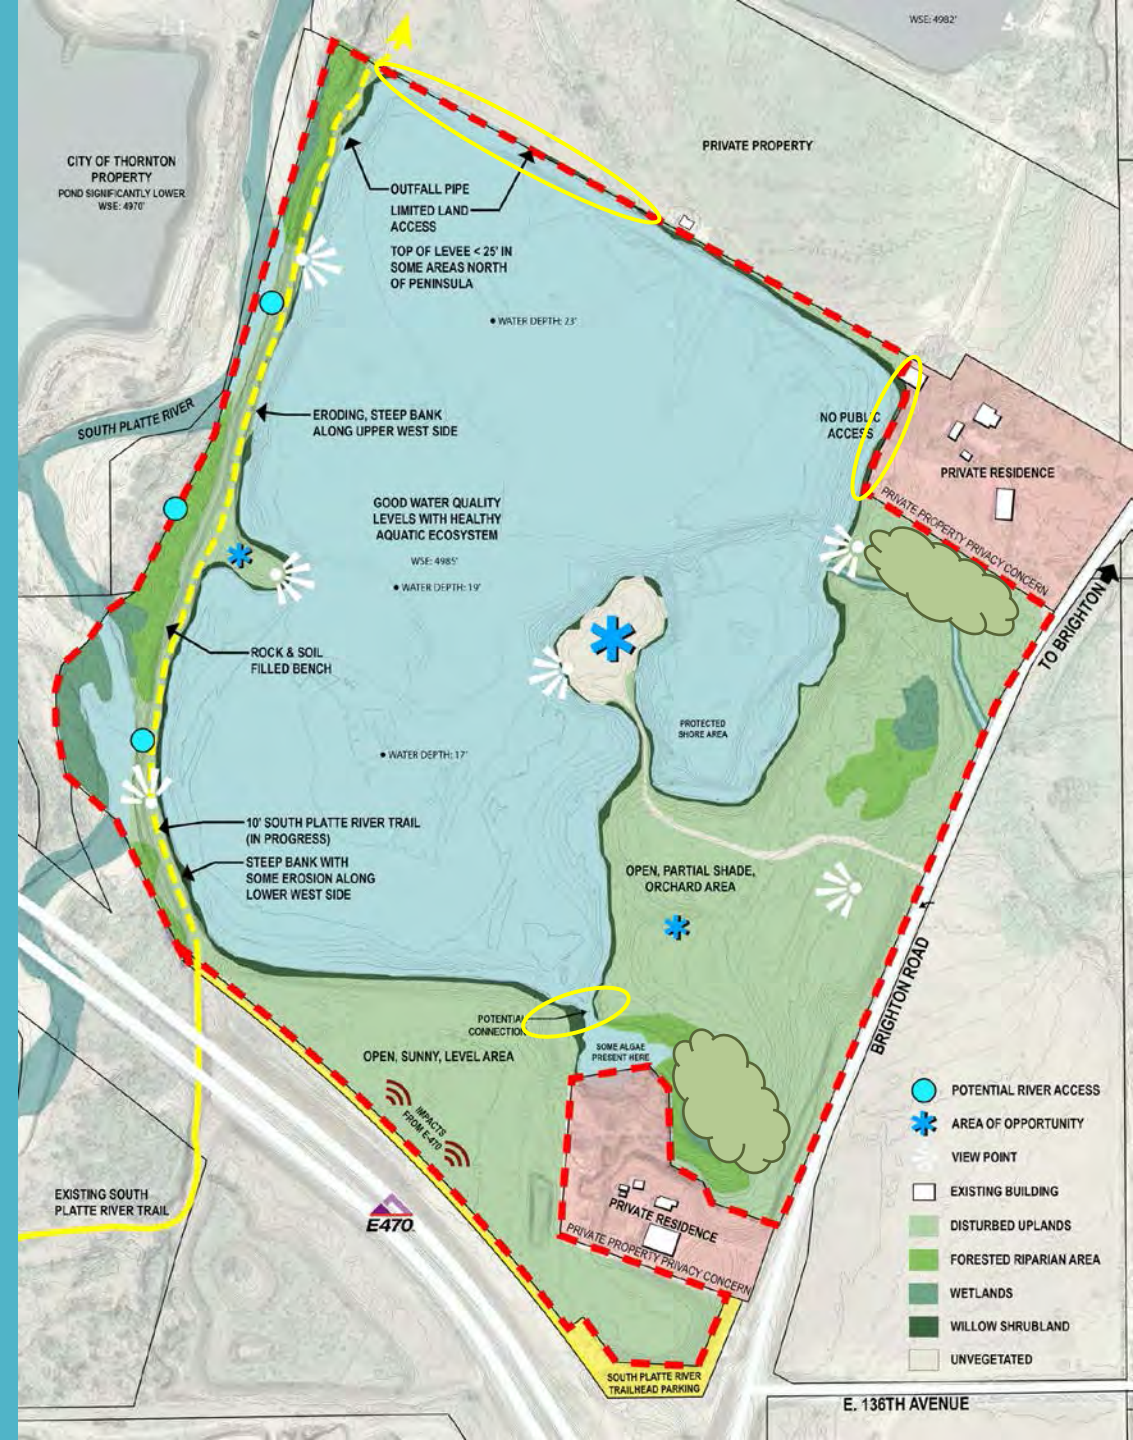 WSE: 4982'
CITY OF THORNTON
PROPERTY
POND SIGNIFICANTLY LOWER
WSE: 4970'
PRIVATE PROPERTY
OUTFALL PIPE
LIMITED LAND
ACCESS
TOP OF LEVEE < 25' IN
SOME AREAS NORTH
OF PENINSULA
WATER DEPTH: 23'
SOUTH PLATTE RIVER
ERODING, STEEP BANK
ALONG UPPER WEST SIDE
NO PUBLIC
ACCESS
PRIVATE RESIDENCE
PRIVATE PROPERTY PRIVACY CONCERN
GOOD WATER QUALITY
LEVELS WITH HEALTHY
AQUATIC ECOSYSTEM
WSE: 4985'
WATER DEPTH: 19'
TO BRIGHTON
ROCK & SOIL
FILLED BENCH
PROTECTED
SHORE AREA
WATER DEPTH: 17'
10' SOUTH PLATTE RIVER TRAIL
(IN PROGRESS)
STEEP BANK WITH
SOME EROSION ALONG
LOWER WEST SIDE
OPEN, PARTIAL SHADE,
ORCHARD AREA
BRIGHTON ROAD
POTENTIAL
CONNECTION
SOME ALGAE
PRESENT HERE
OPEN, SUNNY, LEVEL AREA
IMPACTS
FROM E-470
EXISTING SOUTH
PLATTE RIVER TRAIL
E470
PRIVATE RESIDENCE
PRIVATE PROPERTY PRIVACY CONCERN
SOUTH PLATTE RIVER
TRAILHEAD PARKING
E. 136TH AVENUE
POTENTIAL RIVER ACCESS
AREA OF OPPORTUNITY
VIEW POINT
EXISTING BUILDING
DISTURBED UPLANDS
FORESTED RIPARIAN AREA
WETLANDS
WILLOW SHRUBLAND
UNVEGETATED